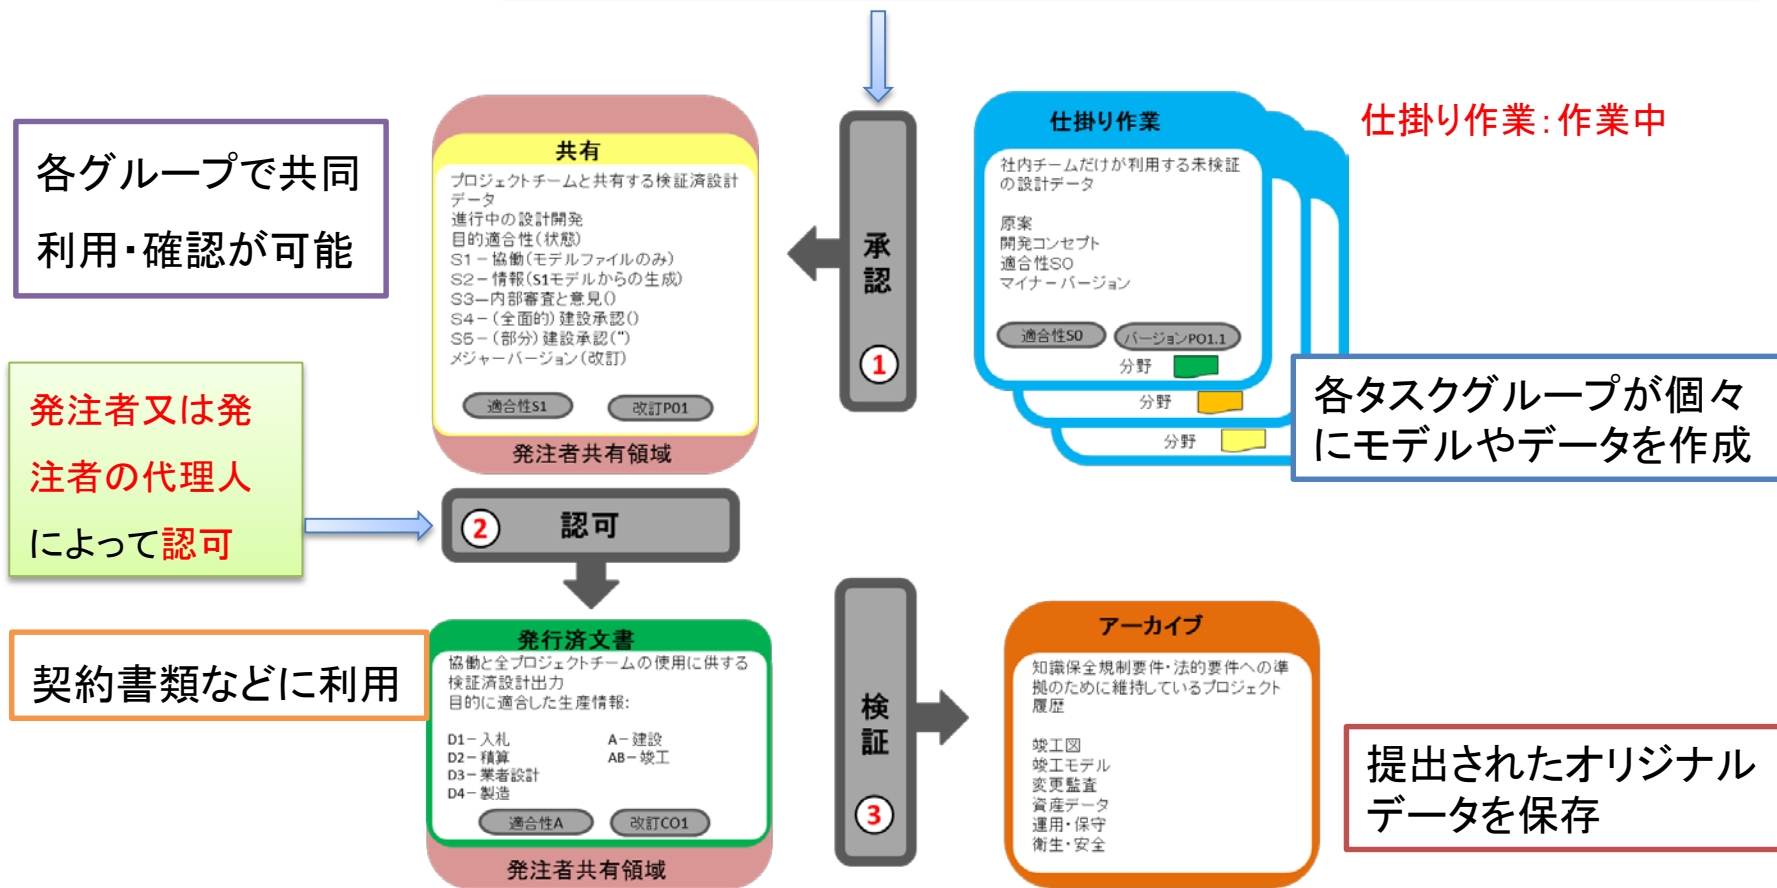 各グループで共同
利用・確認が可能
共有
プロジェクトチームと共有する検証済設計
データ
進行中の設計開発
目的適合性(状態)
S1－協働(モデルファイルのみ)
S2－情報(S1モデルからの生成)
S3―内部審査と意見()
S4－(全面的)建設承認()
S5－(部分)建設承認(")
メジャーバージョン(改訂)
適合性S1
改訂P01
発注者共有領域
承認
1
仕掛り作業
社内チームだけが利用する未検証
の設計データ
原案
開発コンセプト
適合性SO
マイナーバージョン
適合性S0
バージョンPO1.1
分野
分野
分野
仕掛り作業：作業中
各タスクグループが個々
にモデルやデータを作成
発注者又は発
注者の代理人
によって認可
2
認可
契約書類などに利用
発行済文書
協働と全プロジェクトチームの使用に供する
検証済設計出力
目的に適合した生産情報:
D1－入札
D2－積算
D3－業者設計
D4－製造
A－建設
AB－竣工
適合性A
改訂CO1
発注者共有領域
検証
3
アーカイブ
知識保全規制要件・法的要件への準
拠のために維持しているプロジェクト
履歴
竣工図
竣工モデル
変更監査
資産データ
運用・保守
衛生・安全
提出されたオリジナル
データを保存